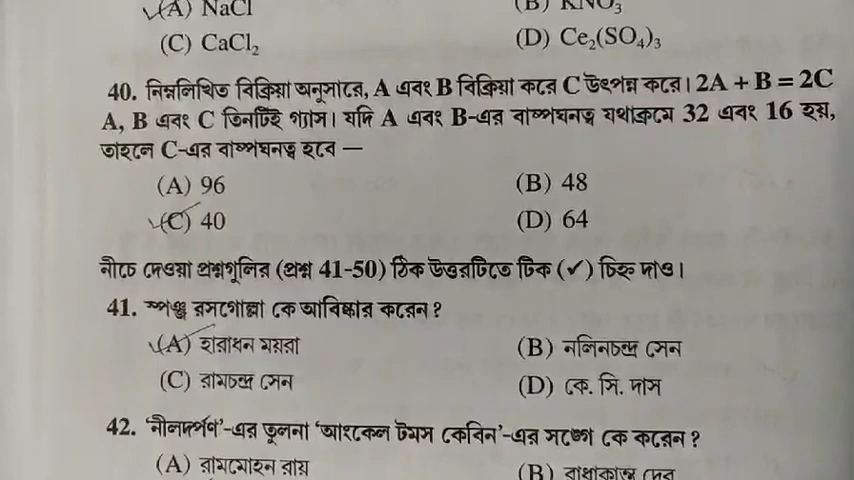 (A) NaCl (B) KNO₃
(C) CaCl₂ (D) Ce₂(SO₄)₃
40. নিম্নলিখিত বিক্রিয়া অনুসারে, A এবং B বিক্রিয়া করে C উৎপন্ন করে। 2A + B = 2C
A, B এবং C তিনটিই গ্যাস। যদি A এবং B-এর বাষ্পঘনত্ব যথাক্রমে 32 এবং 16 হয়,
তাহলে C-এর বাষ্পঘনত্ব হবে —
(A) 96 (B) 48
(C) 40 (D) 64
নীচে দেওয়া প্রশ্নগুলির (প্রশ্ন 41-50) ঠিক উত্তরটিতে টিক (✓) চিহ্ন দাও।
41. স্পঞ্জ রসগোল্লা কে আবিষ্কার করেন ?
(A) হারাধন ময়রা (B) নলিনচন্দ্র সেন
(C) রামচন্দ্র সেন (D) কে. সি. দাস
42. 'নীলদর্পণ'-এর তুলনা 'আংকেল টমস কেবিন'-এর সঙ্গে কে করেন ?
(A) রামমোহন রায় (B) রাধাকান্ত দেব